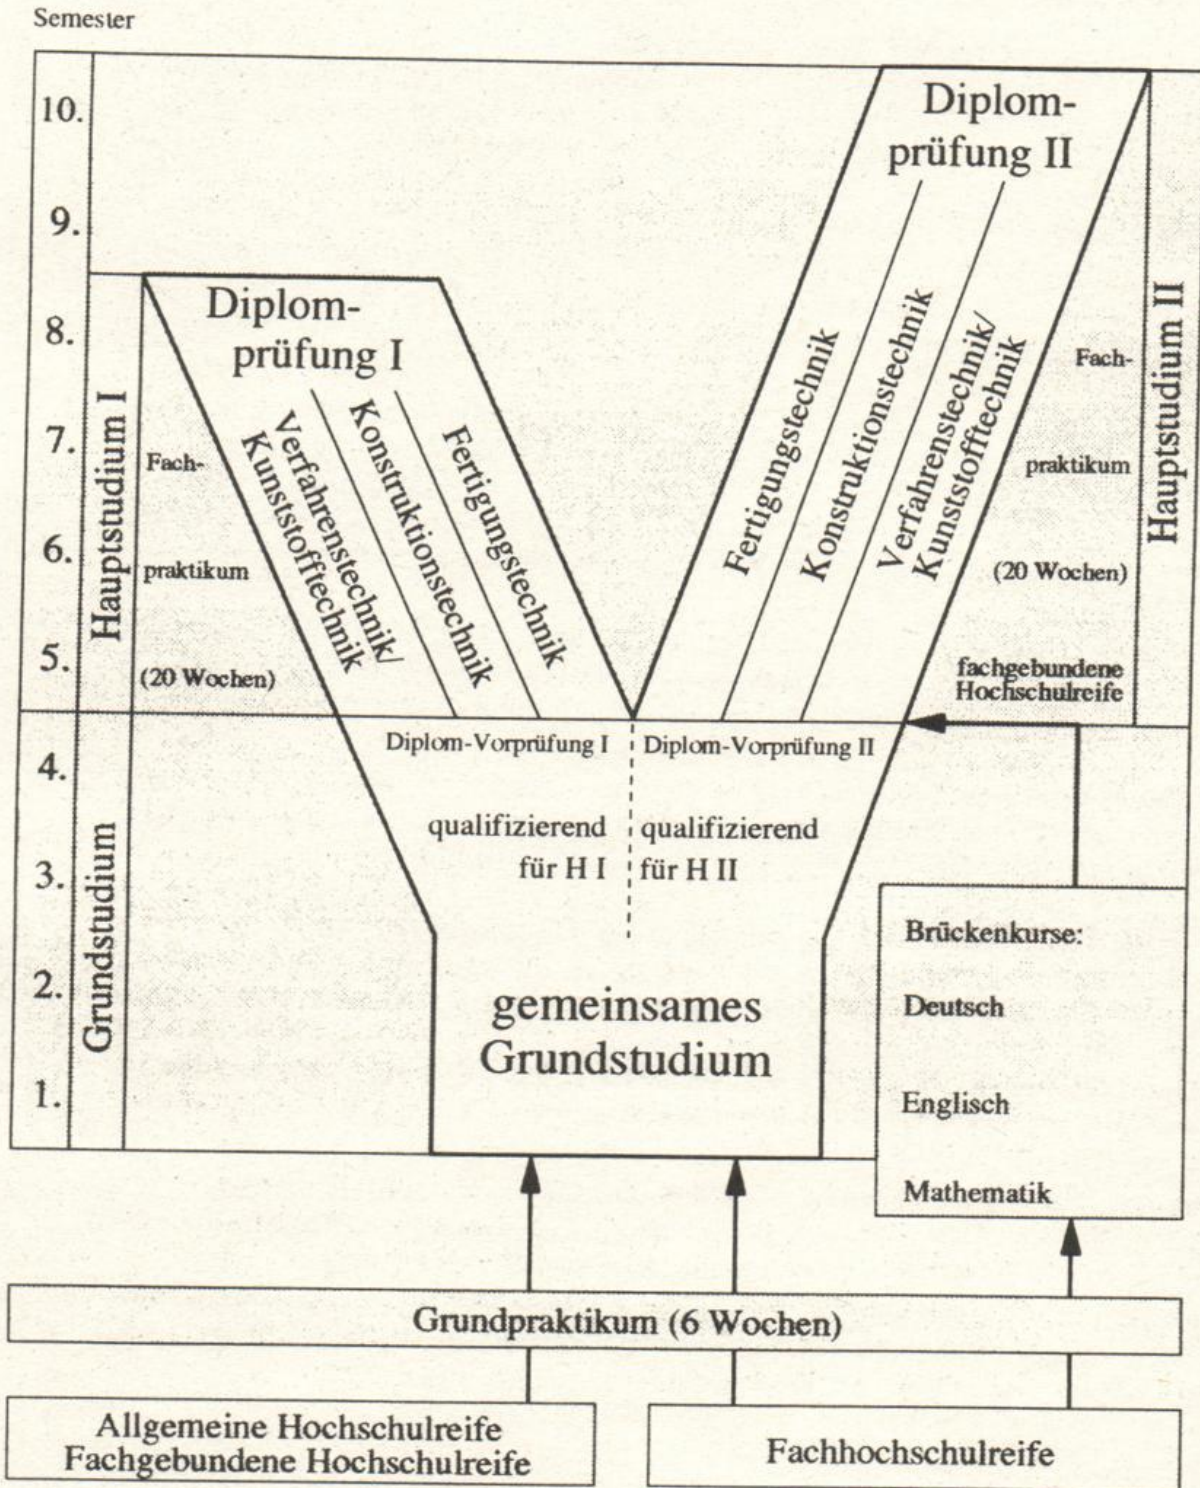 Semester
10.
9.
8.
7.
6.
5.
4.
3.
2.
1.
Hauptstudium I
Grundstudium
Diplom-
prüfung I
Verfahrenstechnik/
Kunststofftechnik
Konstruktionstechnik
Fertigungstechnik
Fach-
praktikum
(20 Wochen)
Diplom-
prüfung II
Fertigungstechnik
Konstruktionstechnik
Verfahrenstechnik/
Kunststofftechnik
Fach-
praktikum
(20 Wochen)
fachgebundene
Hochschulreife
Hauptstudium II
Diplom-Vorprüfung I
Diplom-Vorprüfung II
qualifizierend
für H I
qualifizierend
für H II
gemeinsames
Grundstudium
Brückenkurse:
Deutsch
Englisch
Mathematik
Grundpraktikum (6 Wochen)
Allgemeine Hochschulreife
Fachgebundene Hochschulreife
Fachhochschulreife